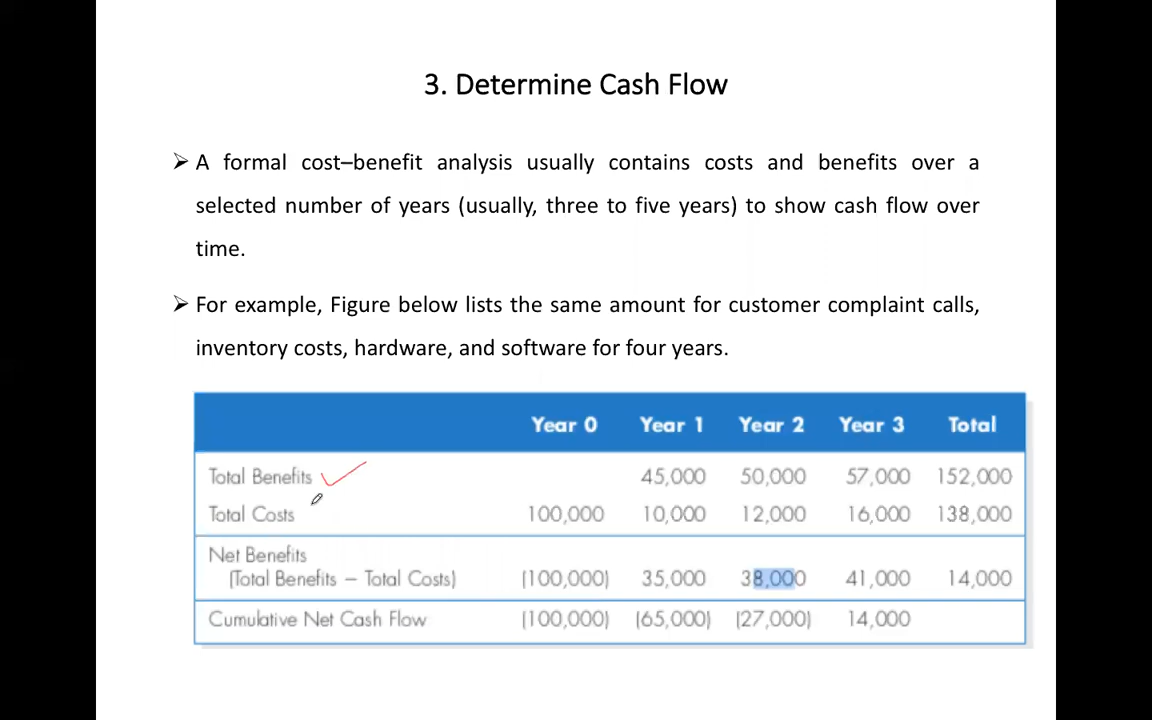 3. Determine Cash Flow
➢ A formal cost–benefit analysis usually contains costs and benefits over a
selected number of years (usually, three to five years) to show cash flow over
time.
➢ For example, Figure below lists the same amount for customer complaint calls,
inventory costs, hardware, and software for four years.
Year 0 Year 1 Year 2 Year 3 Total
Total Benefits 45,000 50,000 57,000 152,000
Total Costs 100,000 10,000 12,000 16,000 138,000
Net Benefits
(Total Benefits – Total Costs) (100,000) 35,000 38,000 41,000 14,000
Cumulative Net Cash Flow (100,000) (65,000) (27,000) 14,000